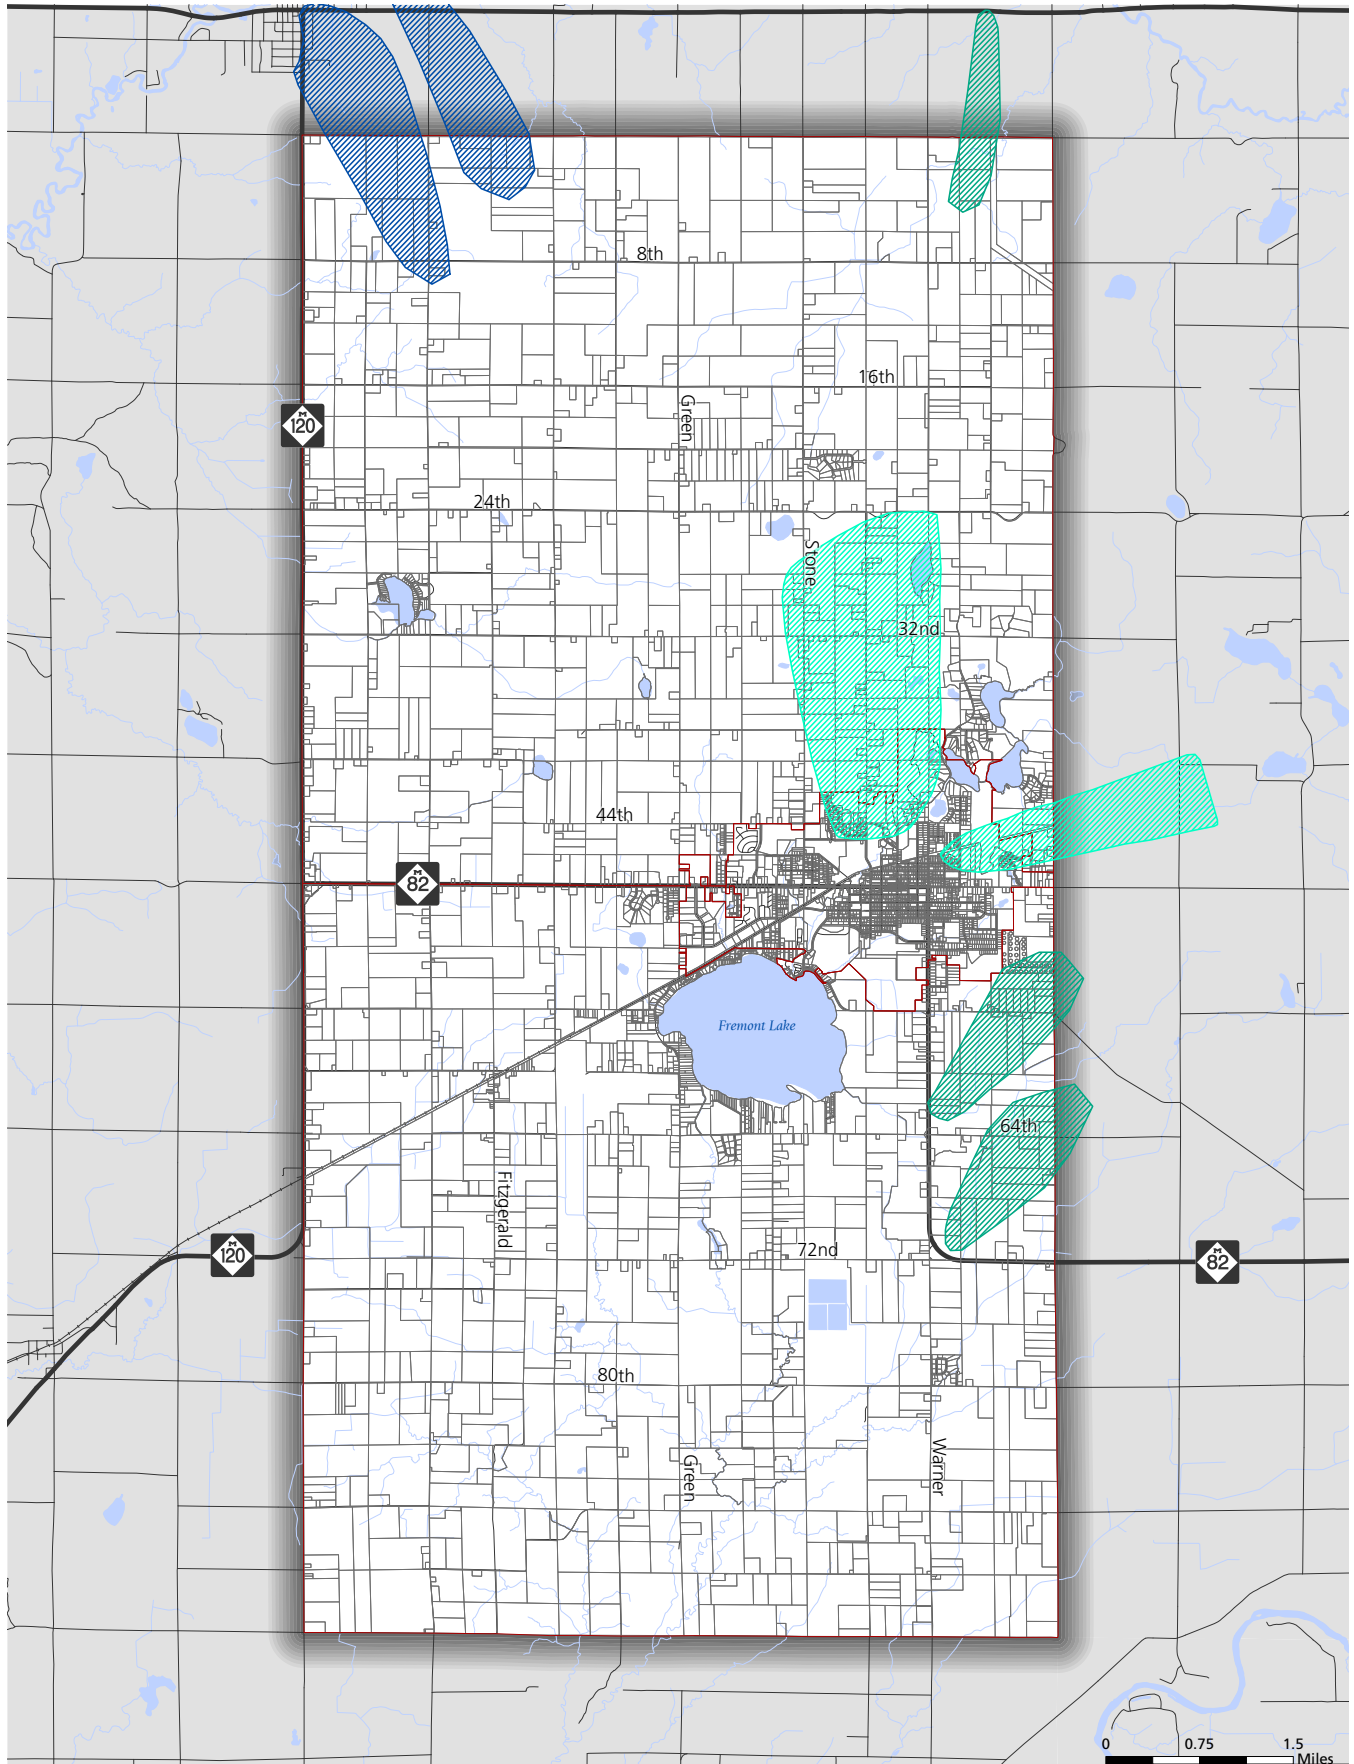 8th
16th
Green
M
120
24th
Stone
32nd
44th
M
82
Fremont Lake
64th
Fitzgerald
72nd
M
120
M
82
80th
Green
Warner
0 0.75 1.5
Miles